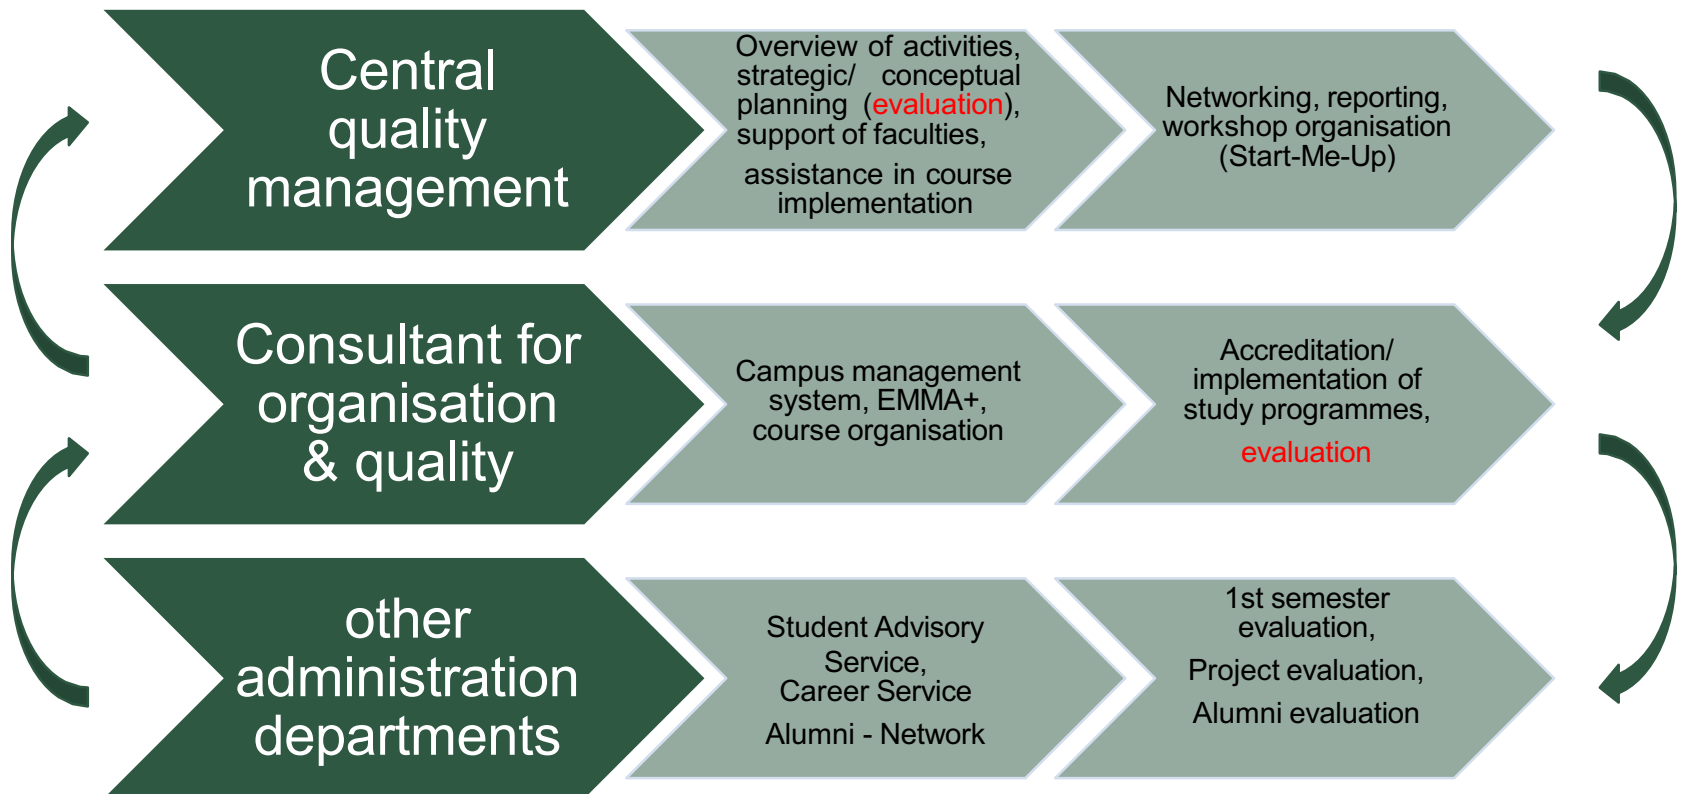 Central
quality
management
Overview of activities,
strategic/ conceptual
planning (evaluation),
support of faculties,
assistance in course
implementation
Networking, reporting,
workshop organisation
(Start-Me-Up)
Consultant for
organisation
& quality
Campus management
system, EMMA+,
course organisation
Accreditation/
implementation of
study programmes,
evaluation
other
administration
departments
Student Advisory
Service,
Career Service
Alumni - Network
1st semester
evaluation,
Project evaluation,
Alumni evaluation